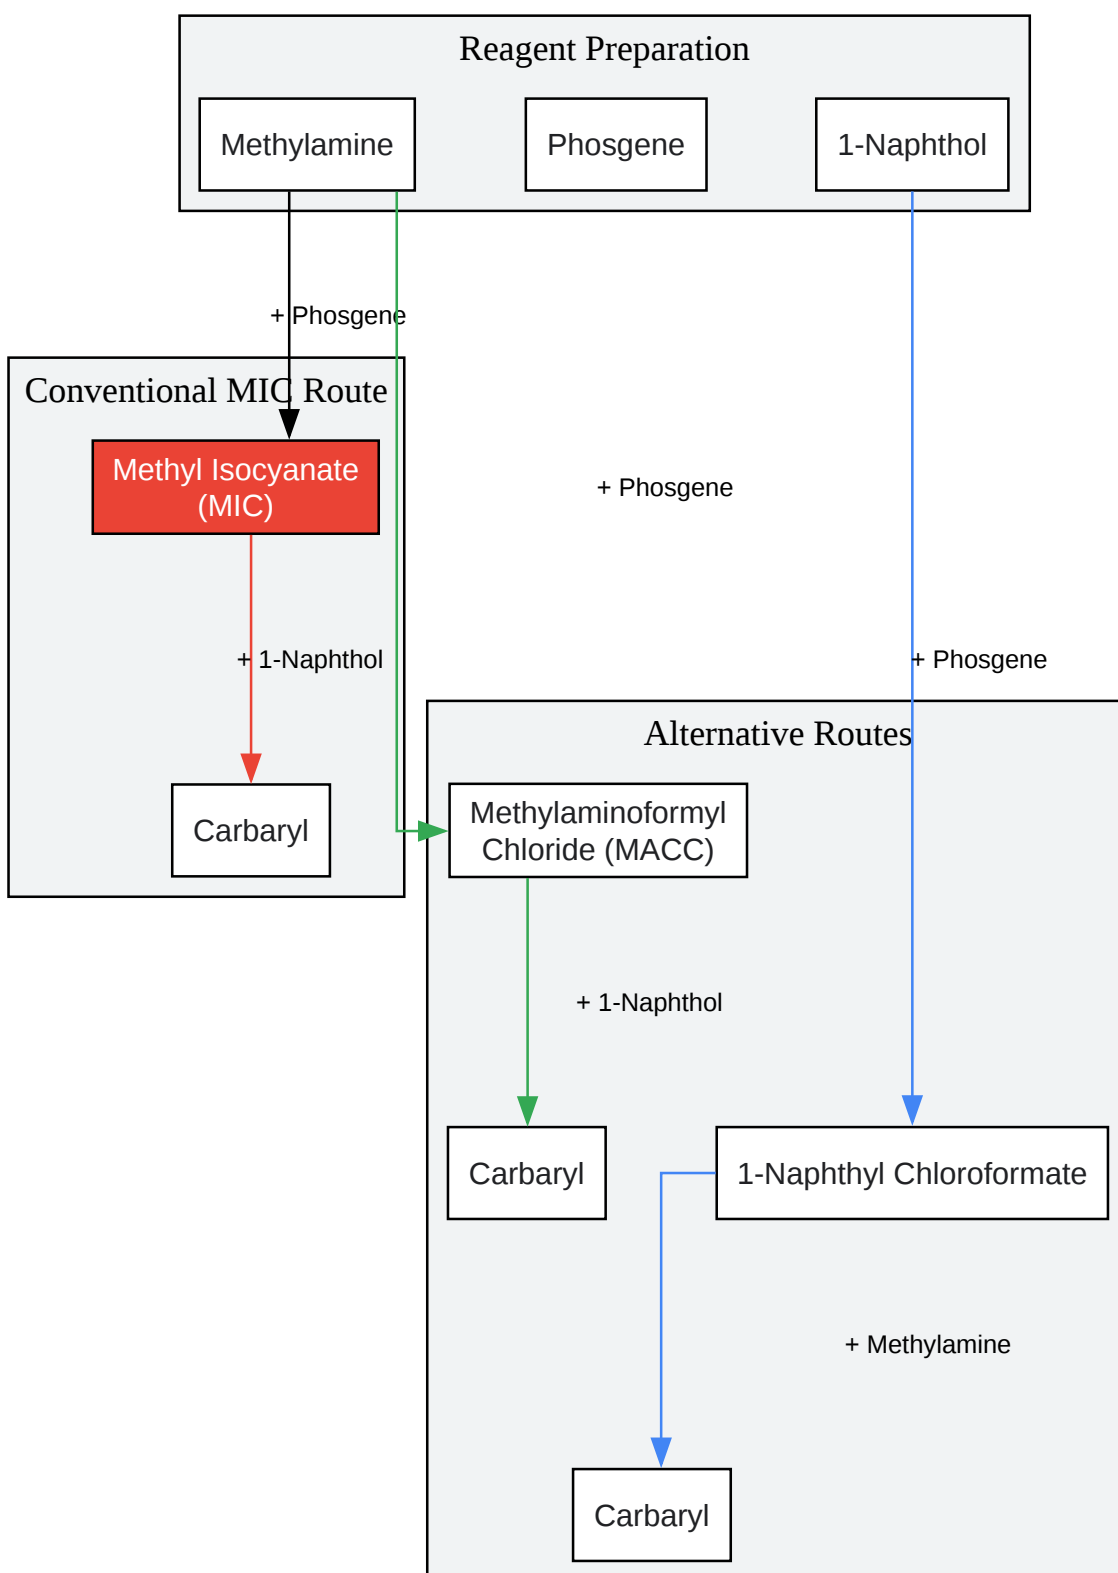 Reagent Preparation
Methylamine
Phosgene
1-Naphthol
+ Phosgene
Conventional MIC Route
Methyl Isocyanate
(MIC)
+ Phosgene
+ 1-Naphthol
+ Phosgene
Alternative Routes
Carbaryl
Methylaminoformyl
Chloride (MACC)
+ 1-Naphthol
Carbaryl
1-Naphthyl Chloroformate
+ Methylamine
Carbaryl